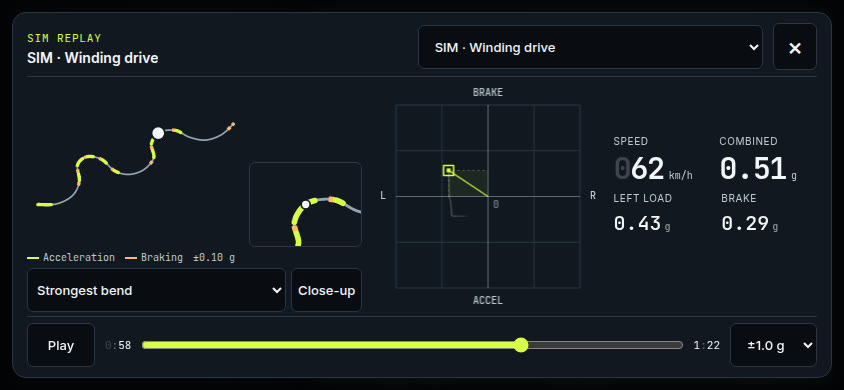 SIM REPLAY
SIM · Winding drive
SIM · Winding drive
×
BRAKE
L
R
0
ACCEL
SPEED
062 km/h
COMBINED
0.51 g
LEFT LOAD
0.43 g
BRAKE
0.29 g
Acceleration
Braking
±0.10 g
Strongest bend
Close-up
Play
0:58
1:22
±1.0 g